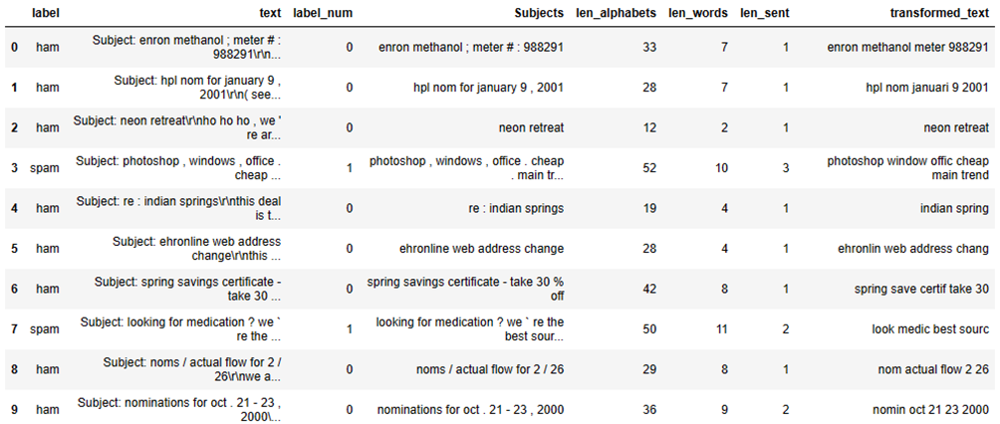 label text label_num Subjects len_alphabets len_words len_sent transformed_text
0 ham Subject: enron methanol ; meter # : 988291\r\n... 0 enron methanol ; meter # : 988291 33 7 1 enron methanol meter 988291
1 ham Subject: hpl nom for january 9 , 2001\r\n( see... 0 hpl nom for january 9 , 2001 28 7 1 hpl nom januari 9 2001
2 ham Subject: neon retreat\r\nho ho ho , we ' re ar... 0 neon retreat 12 2 1 neon retreat
3 spam Subject: photoshop , windows , office . cheap ... 1 photoshop , windows , office . cheap . main tr... 52 10 3 photoshop window offic cheap main trend
4 ham Subject: re : indian springs\r\nthis deal is t... 0 re : indian springs 19 4 1 indian spring
5 ham Subject: ehronline web address change\r\nthis ... 0 ehronline web address change 28 4 1 ehronlin web address chang
6 ham Subject: spring savings certificate - take 30 ... 0 spring savings certificate - take 30 % off 42 8 1 spring save certif take 30
7 spam Subject: looking for medication ? we ` re the ... 1 looking for medication ? we ` re the best sour... 50 11 2 look medic best sourc
8 ham Subject: noms / actual flow for 2 / 26\r\nwe a... 0 noms / actual flow for 2 / 26 29 8 1 nom actual flow 2 26
9 ham Subject: nominations for oct . 21 - 23 , 2000\... 0 nominations for oct . 21 - 23 , 2000 36 9 2 nomin oct 21 23 2000